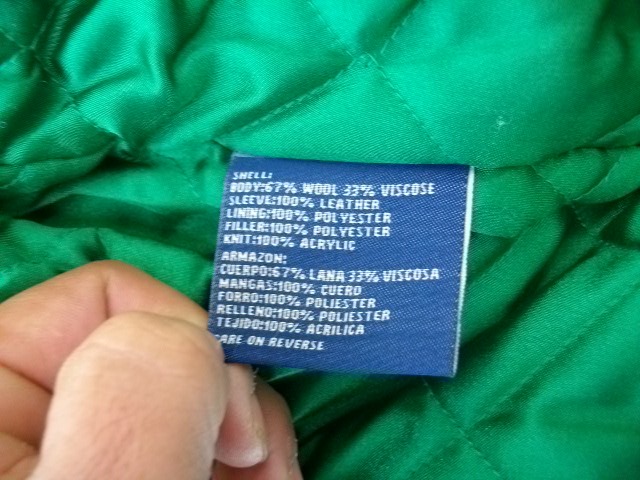 SHELL:
BODY:67% WOOL 33% VISCOSE
SLEEVE:100% LEATHER
LINING:100% POLYESTER
FILLER:100% POLYESTER
KNIT:100% ACRYLIC
ARMAZON:
CUERPO:67% LANA 33% VISCOSA
MANGAS:100% CUERO
FORRO:100% POLIESTER
RELLENO:100% POLIESTER
TEJIDO:100% ACRILICA
CARE ON REVERSE